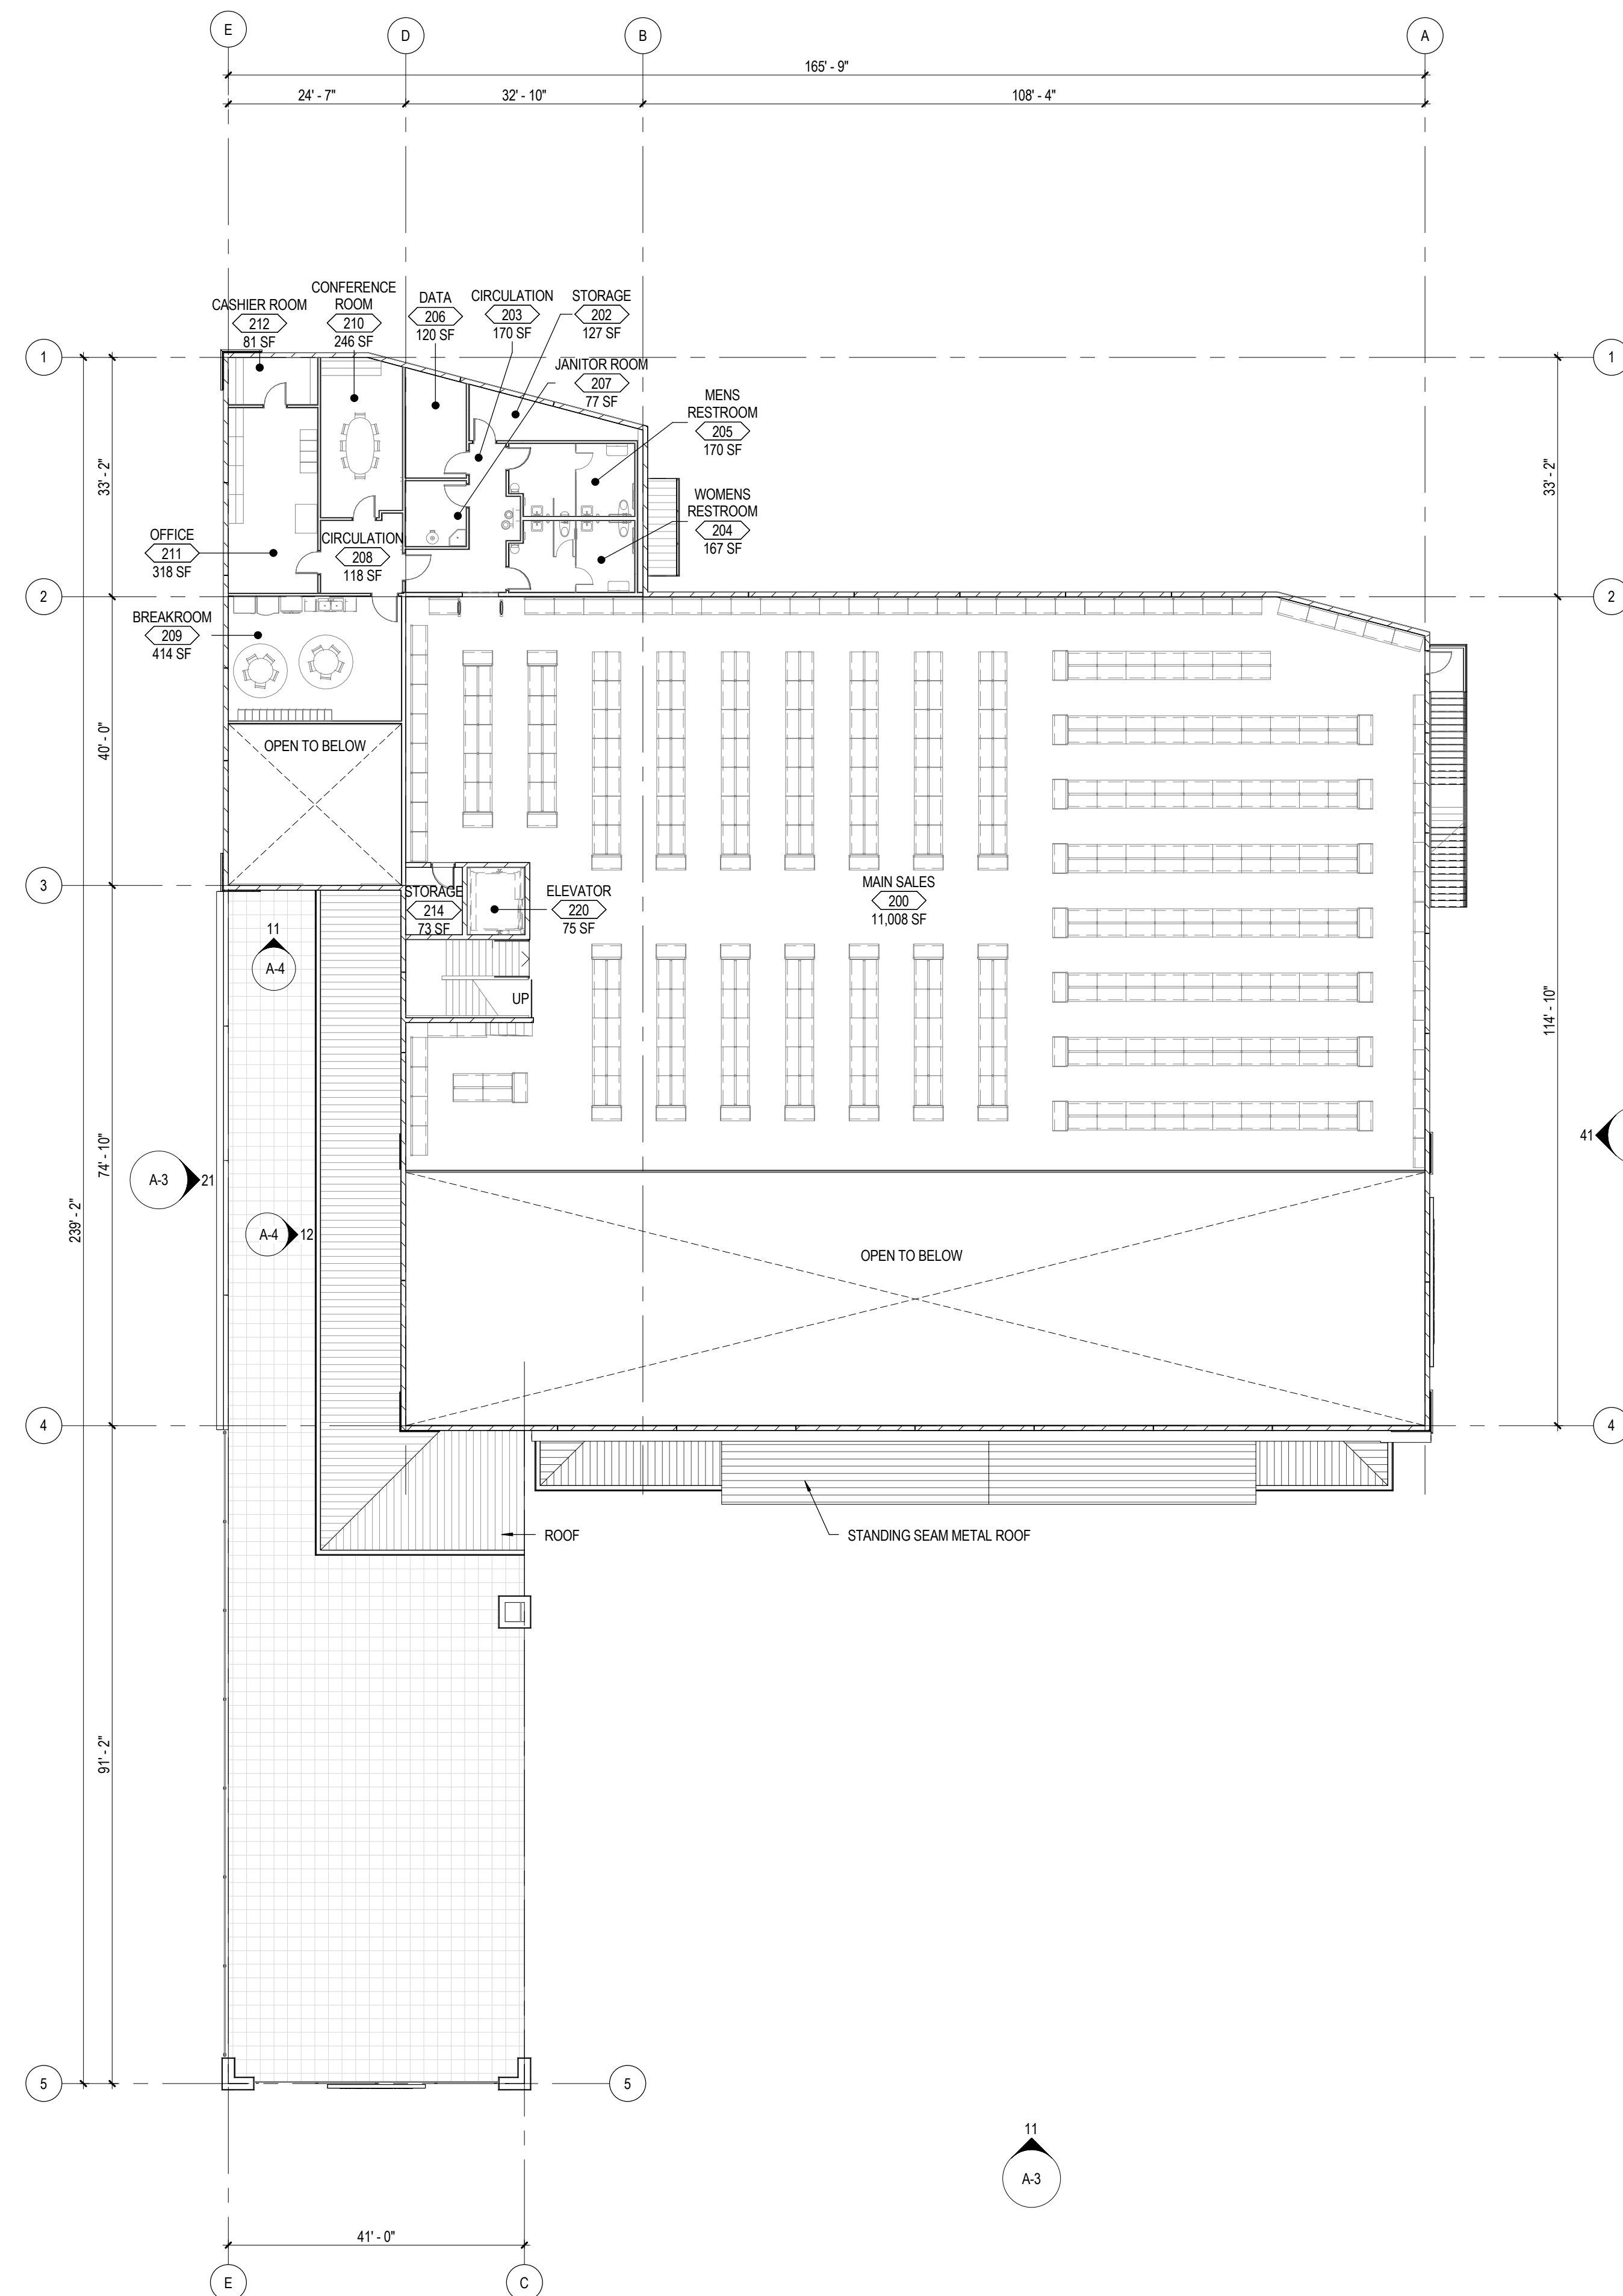 E
D
B
A
165' - 9"
24' - 7"
32' - 10"
108' - 4"
CASHIER ROOM
212
81 SF
CONFERENCE
ROOM
210
246 SF
DATA
206
120 SF
CIRCULATION
203
170 SF
STORAGE
202
127 SF
1
1
JANITOR ROOM
207
77 SF
MENS
RESTROOM
205
170 SF
33' - 2"
33' - 2"
WOMENS
RESTROOM
204
167 SF
OFFICE
211
318 SF
CIRCULATION
208
118 SF
2
2
BREAKROOM
209
414 SF
40' - 0"
OPEN TO BELOW
3
STORAGE
214
73 SF
ELEVATOR
220
75 SF
MAIN SALES
200
11,008 SF
11
A-4
UP
114' - 10"
74' - 10"
41
A-3
21
239' - 2"
A-4
12
OPEN TO BELOW
4
4
ROOF
STANDING SEAM METAL ROOF
91' - 2"
5
5
11
A-3
41' - 0"
E
C